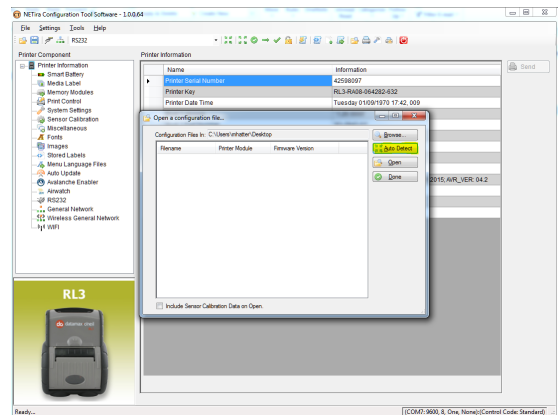 NETira Configuration Tool Software - 1.0.0.64
File Settings Tools Help
RS232
Printer Component
Printer Information
Send
Printer Information
Smart Battery
Media Label
Memory Modules
Print Control
System Settings
Sensor Calibration
Miscellaneous
Fonts
Images
Stored Labels
Menu Language Files
Auto Update
Avalanche Enabler
Airwatch
RS232
General Network
Wireless General Network
WIFI
Name Information
Printer Serial Number 42598097
Printer Key RL3-RA08-064282-632
Printer Date Time Tuesday 01/09/1970 17:42, 009
2015; AVR_VER: 04.2
Open a configuration file...
Configuration Files In: C:\Users\mhatter\Desktop
Browse...
Filename Printer Module Firmware Version
Auto Detect
Open
Done
Include Sensor Calibration Data on Open.
RL3
datamax·oneil
Ready...
(COM7: 9600, 8, One, None):(Control Code: Standard)